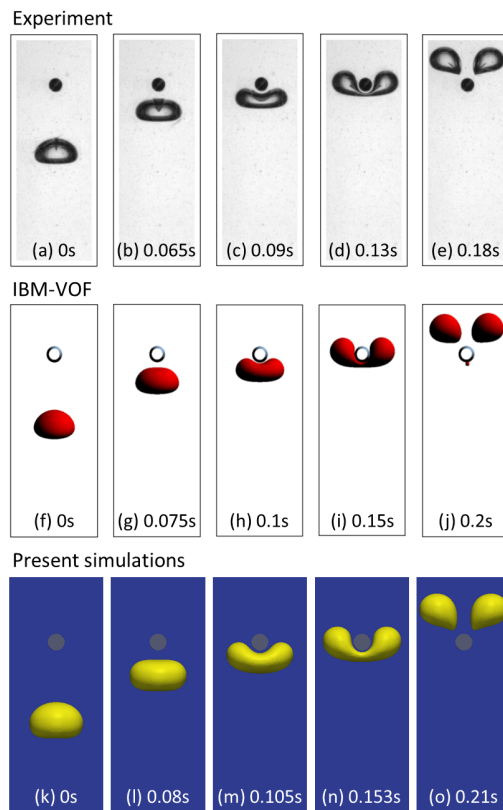 Experiment
(a) 0s
(b) 0.065s
(c) 0.09s
(d) 0.13s
(e) 0.18s
IBM-VOF
(f) 0s
(g) 0.075s
(h) 0.1s
(i) 0.15s
(j) 0.2s
Present simulations
(k) 0s
(l) 0.08s
(m) 0.105s
(n) 0.153s
(o) 0.21s